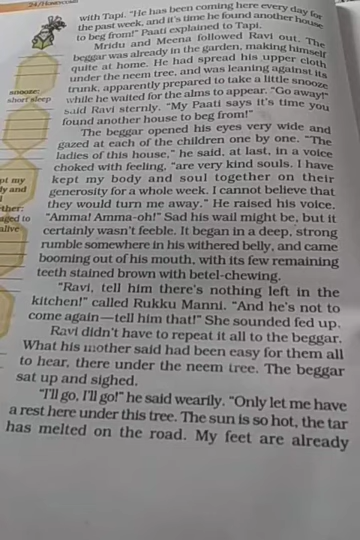 24/HONEYCOMB
with Tapi. "He has been coming here every day for
the past week, and it's time he found another house
to beg from!" Paati explained to Tapi.
Mridu and Meena followed Ravi out. The
beggar was already in the garden, making himself
quite at home. He had spread his upper cloth
under the neem tree, and was leaning against its
trunk, apparently prepared to take a little snooze
while he waited for the alms to appear. "Go away!"
said Ravi sternly. "My Paati says it's time you
found another house to beg from!"
snooze:
short sleep
The beggar opened his eyes very wide and
gazed at each of the children one by one. "The
ladies of this house," he said, at last, in a voice
choked with feeling, "are very kind souls. I have
kept my body and soul together on their
generosity for a whole week. I cannot believe that
they would turn me away." He raised his voice.
"Amma! Amma-oh!" Sad his wail might be, but it
certainly wasn't feeble. It began in a deep, strong
rumble somewhere in his withered belly, and came
booming out of his mouth, with its few remaining
teeth stained brown with betel-chewing.
pt my
dy and
ther:
aged to
alive
"Ravi, tell him there's nothing left in the
kitchen!" called Rukku Manni. "And he's not to
come again—tell him that!" She sounded fed up.
Ravi didn't have to repeat it all to the beggar.
What his mother said had been easy for them all
to hear, there under the neem tree. The beggar
sat up and sighed.
"I'll go, I'll go!" he said wearily. "Only let me have
a rest here under this tree. The sun is so hot, the tar
has melted on the road. My feet are already